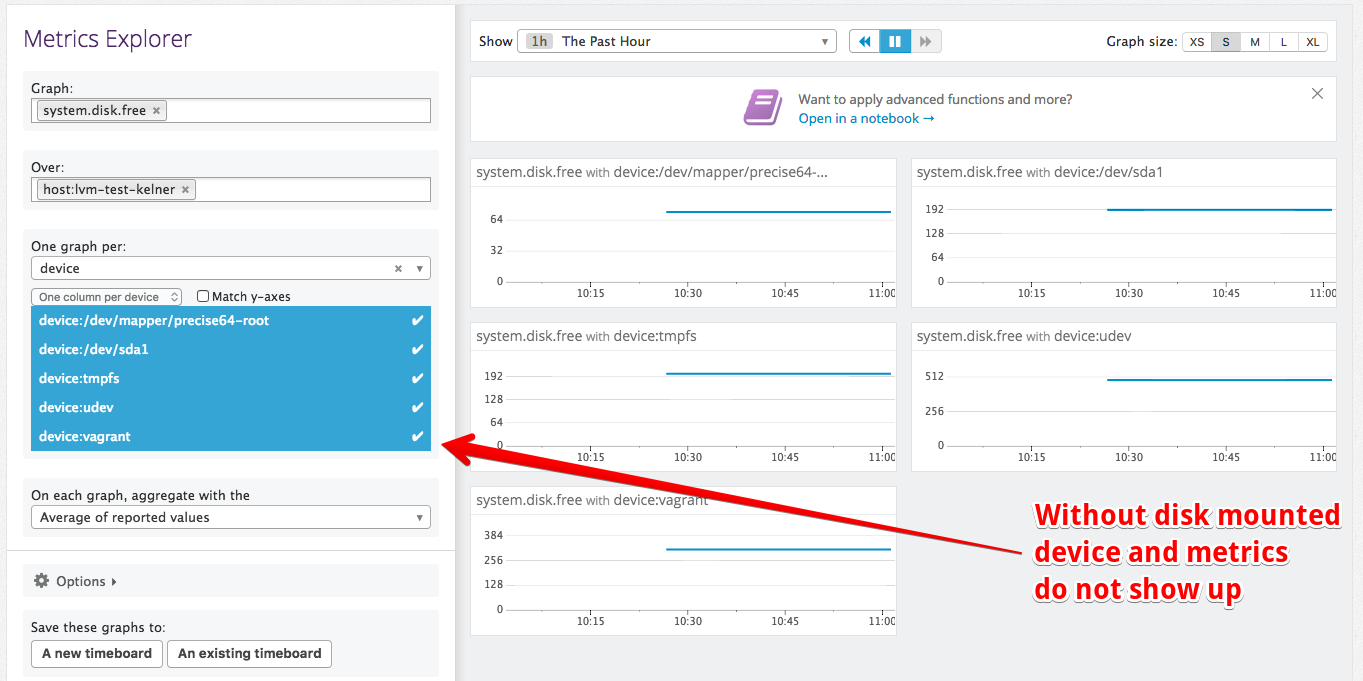 Metrics Explorer
Graph:
system.disk.free ×
Over:
host:lvm-test-kelner ×
One graph per:
device × ▾
One column per device
Match y-axes
device:/dev/mapper/precise64-root ✔
device:/dev/sda1 ✔
device:tmpfs ✔
device:udev ✔
device:vagrant ✔
On each graph, aggregate with the
Average of reported values ▾
Options ▸
Save these graphs to:
A new timeboard An existing timeboard
Show 1h The Past Hour ▾
Graph size: XS S M L XL
Want to apply advanced functions and more?
Open in a notebook →
system.disk.free with device:/dev/mapper/precise64-...
64
32
0
10:15 10:30 10:45 11:00
system.disk.free with device:/dev/sda1
192
128
64
0
10:15 10:30 10:45 11:00
system.disk.free with device:tmpfs
192
128
64
0
10:15 10:30 10:45 11:00
system.disk.free with device:udev
512
256
0
10:15 10:30 10:45 11:00
system.disk.free with device:vagrant
384
256
128
0
10:15 10:30 10:45 11:00
Without disk mounted
device and metrics
do not show up